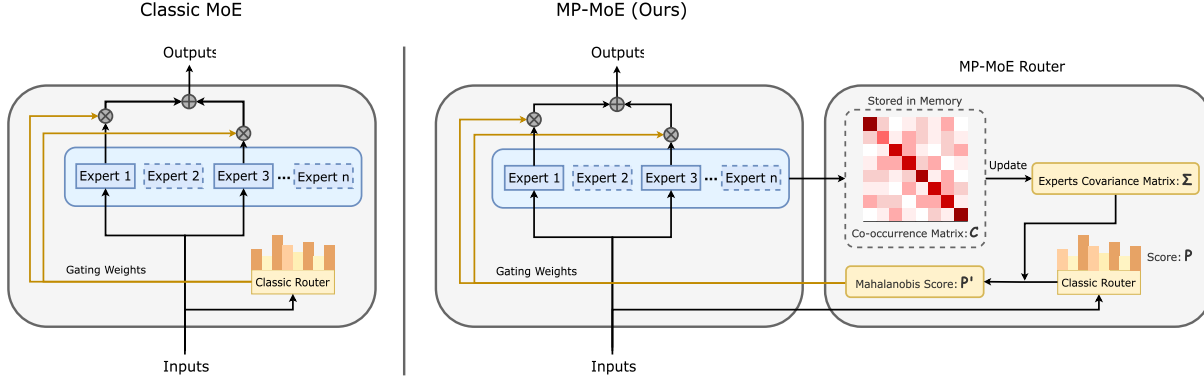 Classic MoE
Outputs
Expert 1
Expert 2
Expert 3
...
Expert n
Gating Weights
Classic Router
Inputs
MP-MoE (Ours)
Outputs
Expert 1
Expert 2
Expert 3
...
Expert n
Gating Weights
Inputs
MP-MoE Router
Stored in Memory
Co-occurrence Matrix: C
Update
Experts Covariance Matrix: Σ
Score: P
Classic Router
Mahalanobis Score: P'